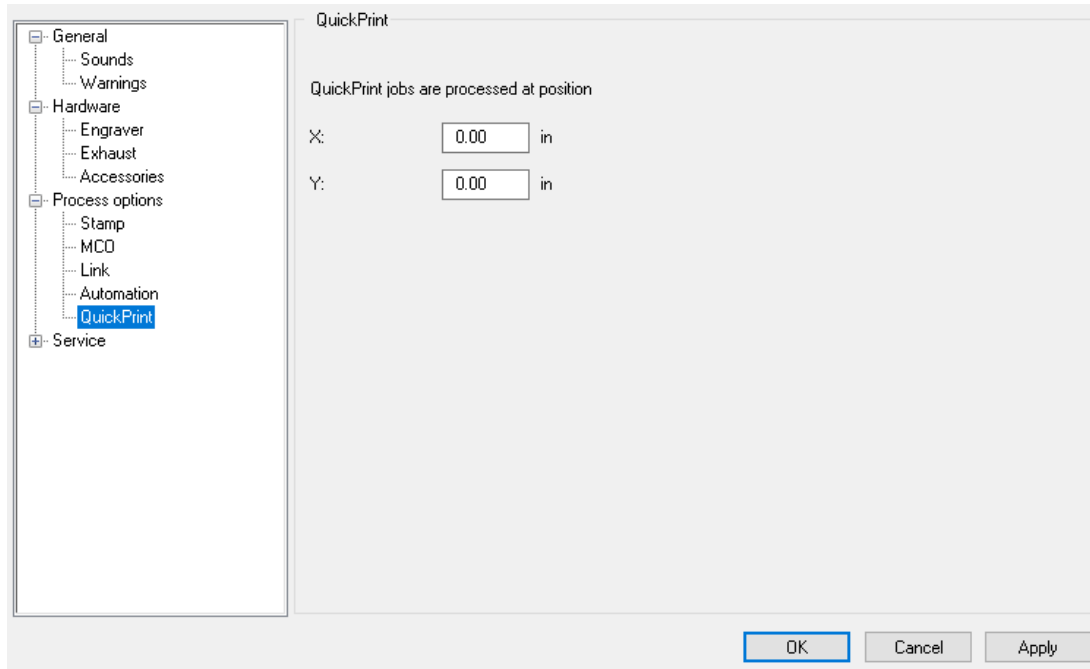 General
Sounds
Warnings
Hardware
Engraver
Exhaust
Accessories
Process options
Stamp
MCO
Link
Automation
QuickPrint
Service
QuickPrint
QuickPrint jobs are processed at position
X: 0.00 in
Y: 0.00 in
OK Cancel Apply